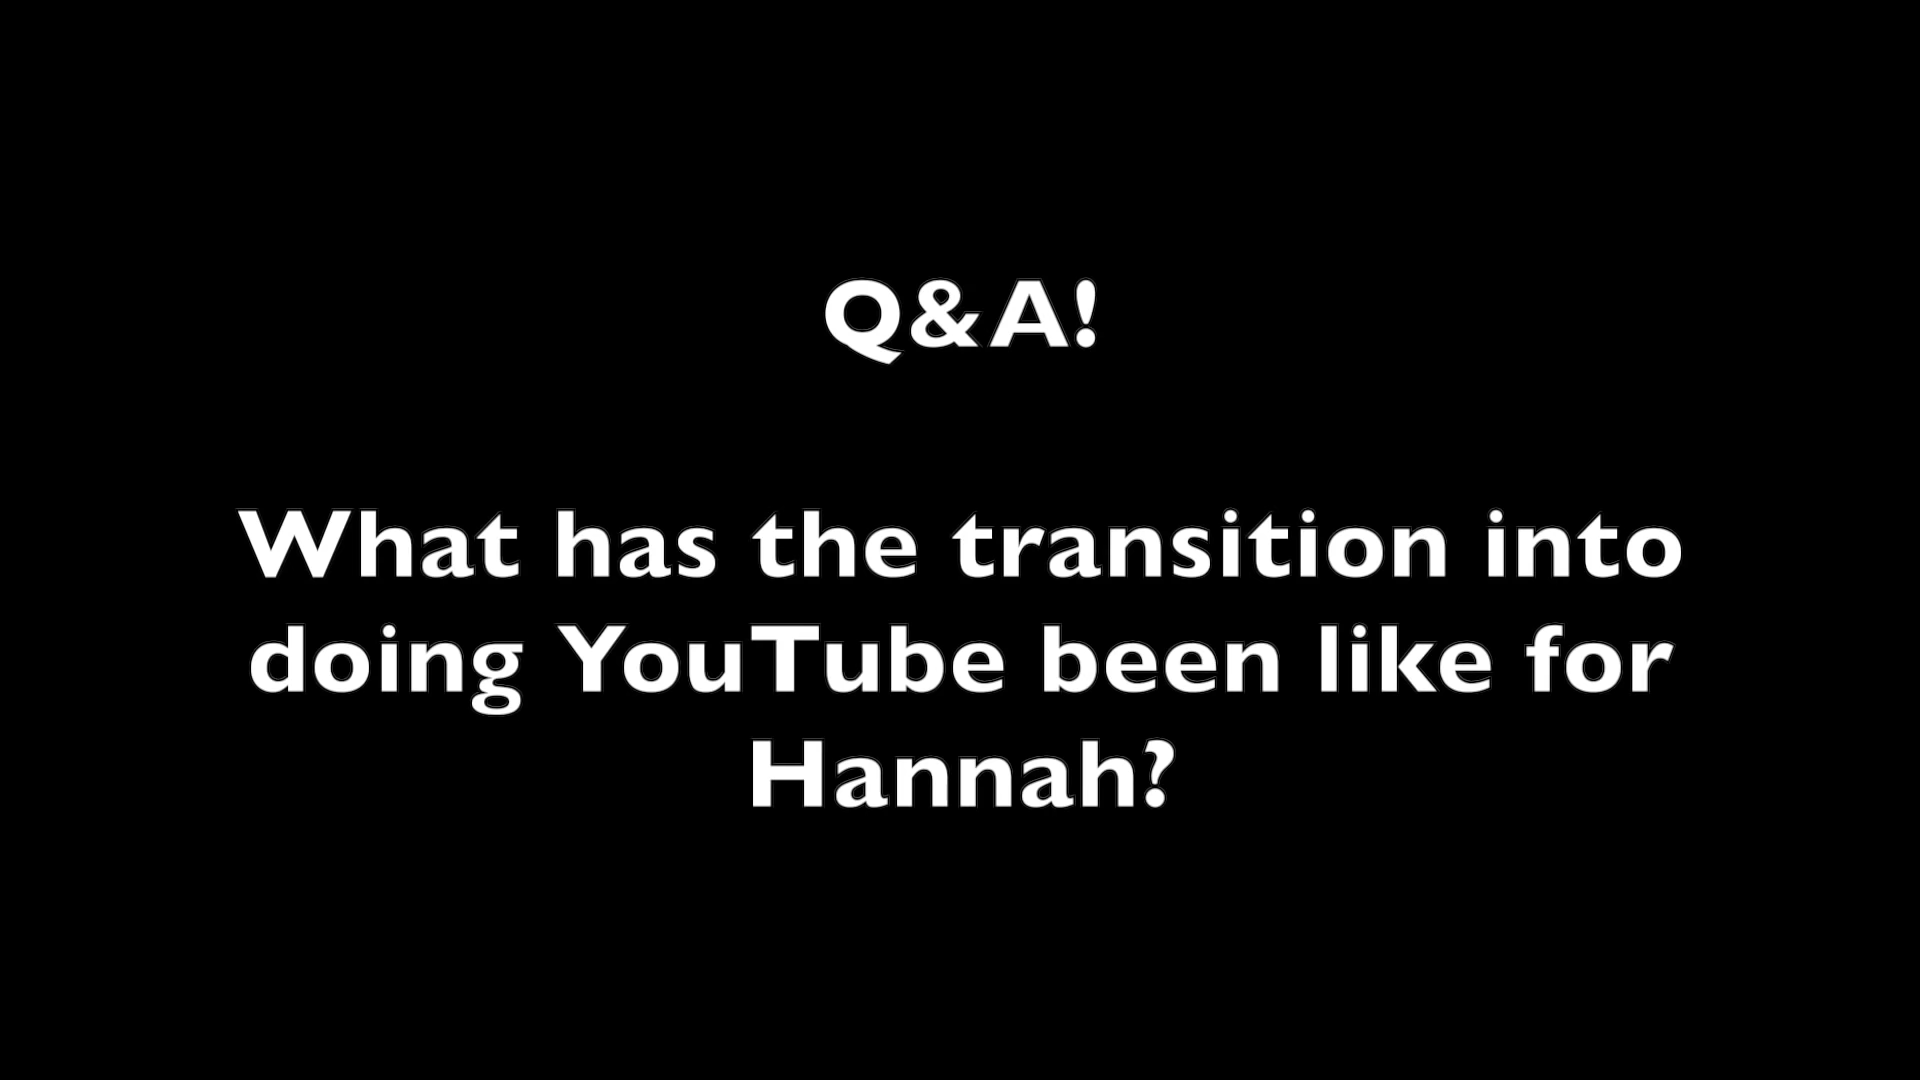 Q&A!
What has the transition into
doing YouTube been like for
Hannah?